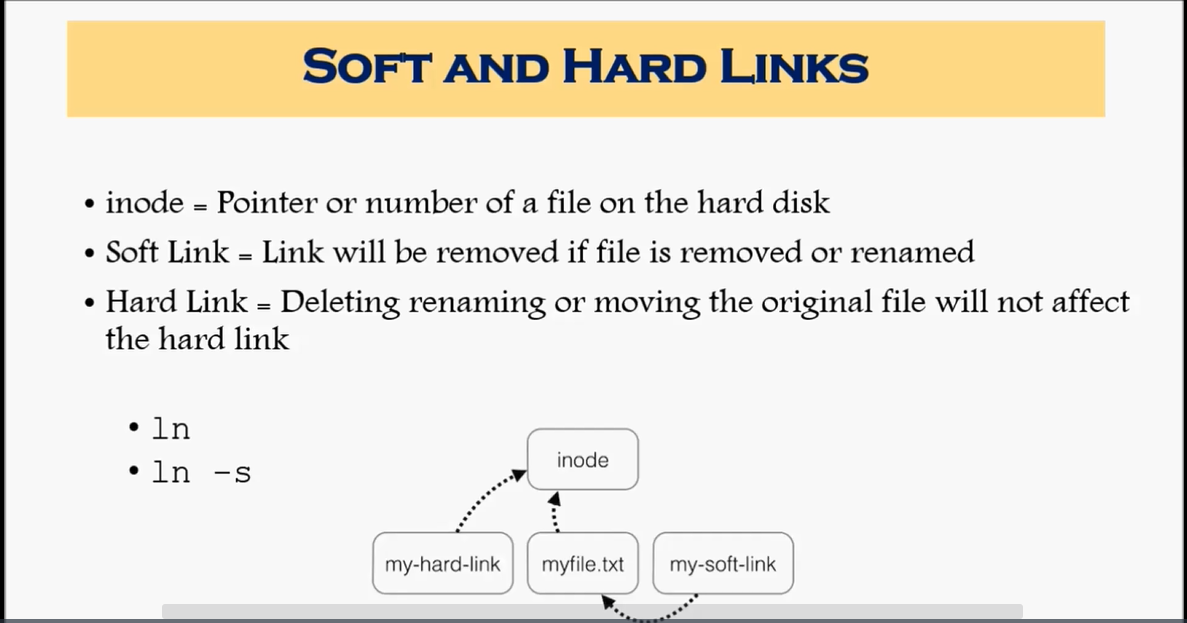 SOFT AND HARD LINKS
• inode = Pointer or number of a file on the hard disk
• Soft Link = Link will be removed if file is removed or renamed
• Hard Link = Deleting renaming or moving the original file will not affect
the hard link
• ln
• ln -s
inode
my-hard-link
myfile.txt
my-soft-link